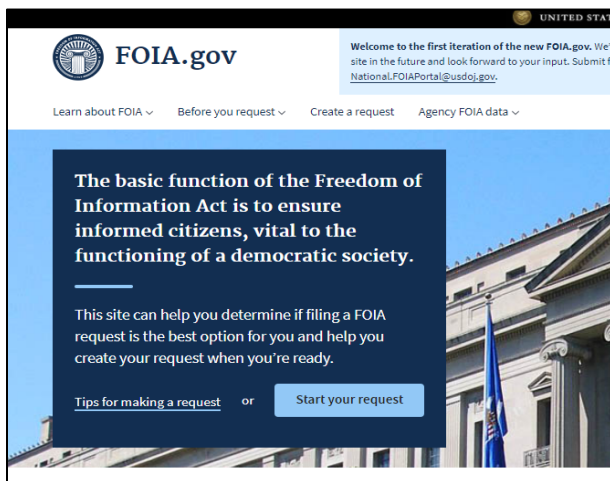 UNITED STAT
FOIA.gov
Welcome to the first iteration of the new FOIA.gov. We'
site in the future and look forward to your input. Submit f
National.FOIAPortal@usdoj.gov.
Learn about FOIA
Before you request
Create a request
Agency FOIA data
The basic function of the Freedom of
Information Act is to ensure
informed citizens, vital to the
functioning of a democratic society.
This site can help you determine if filing a FOIA
request is the best option for you and help you
create your request when you're ready.
Tips for making a request or Start your request